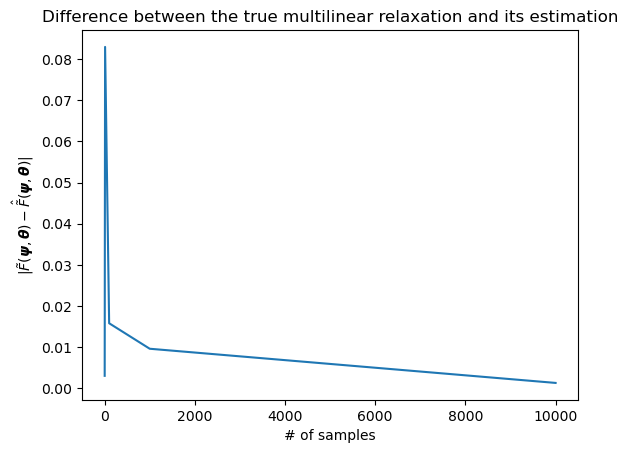 Difference between the true multilinear relaxation and its estimation
0.08
0.07
0.06
0.05
0.04
0.03
0.02
0.01
0.00
|F̃(𝝍, 𝜽) − F̂(𝝍, 𝜽)|
0 2000 4000 6000 8000 10000
# of samples